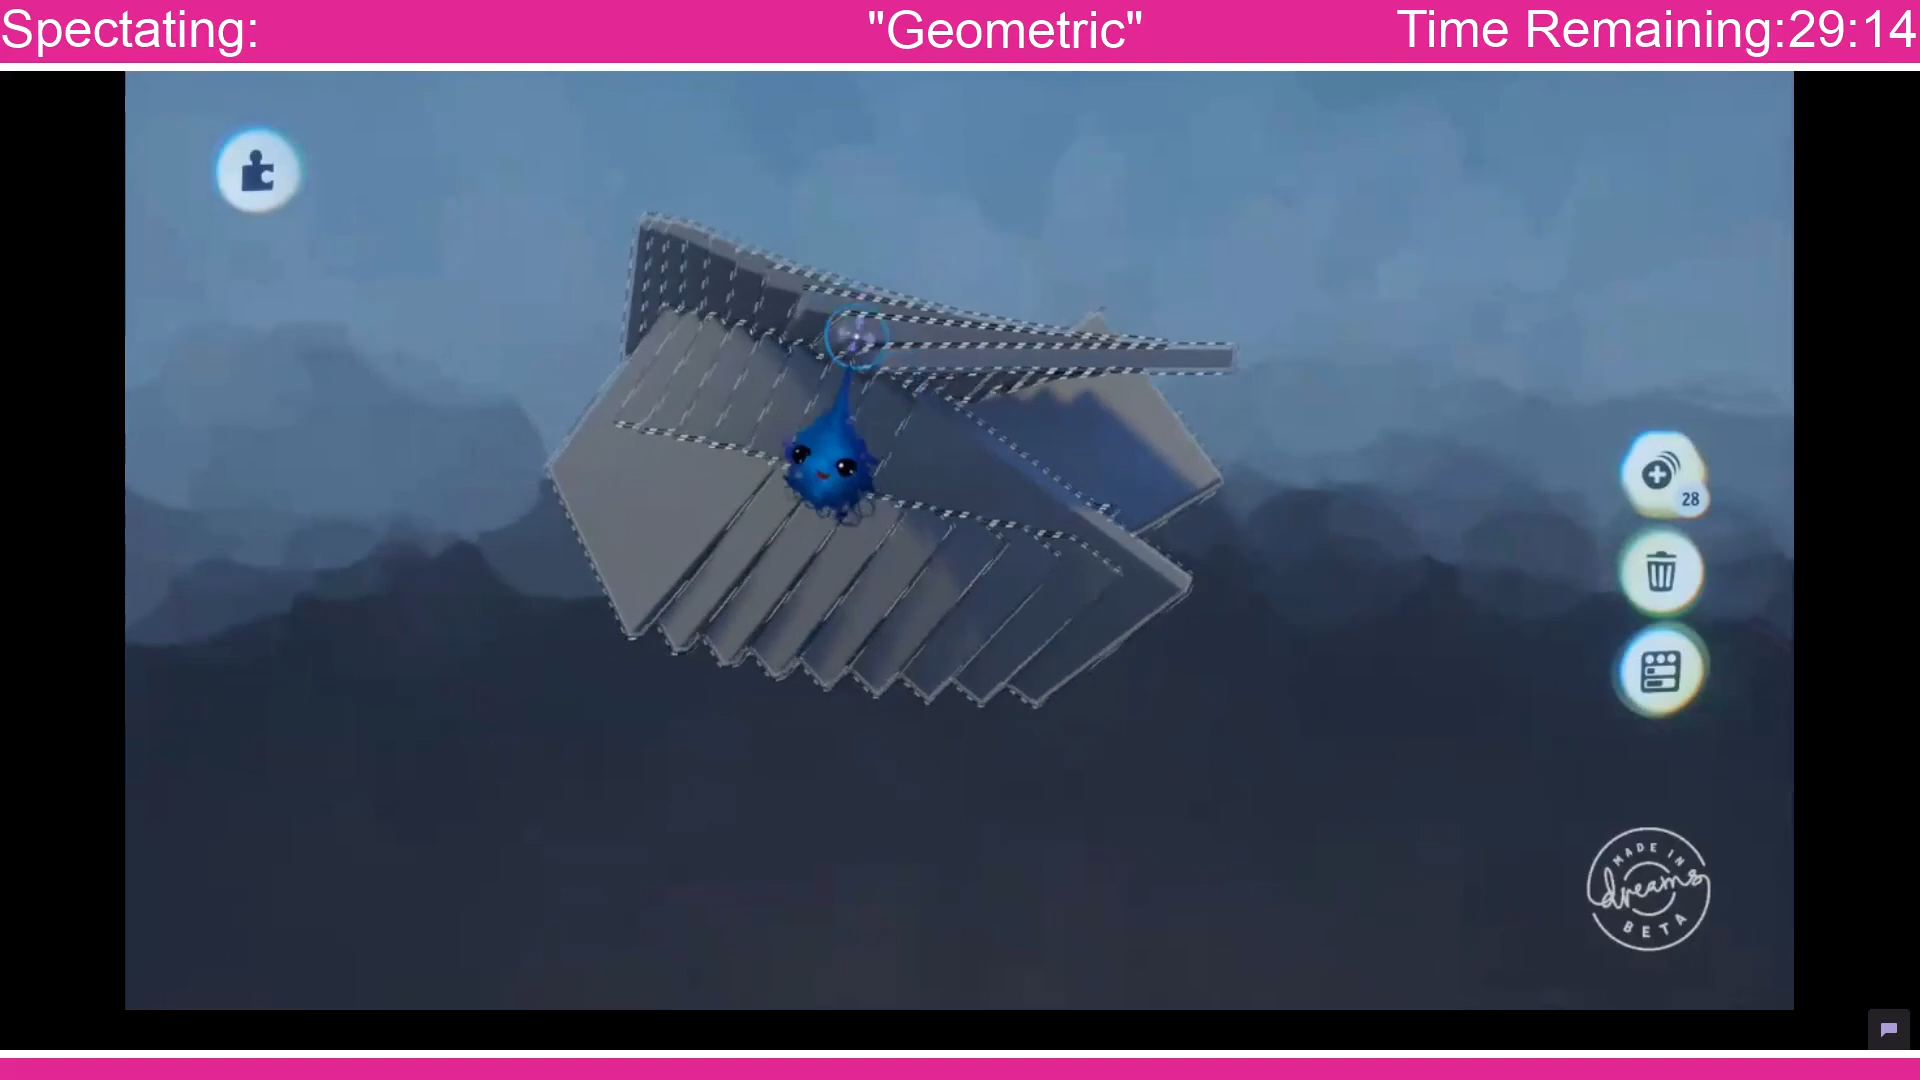 Spectating:
"Geometric"
Time Remaining:29:14
28
MADE IN
dreams
BETA